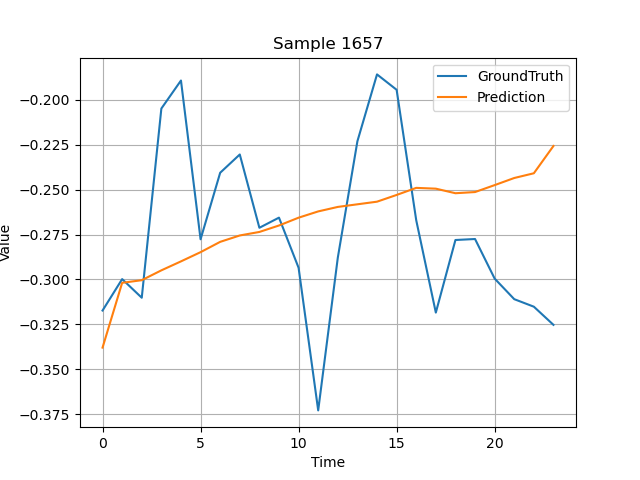 Sample 1657
GroundTruth
Prediction
−0.200
−0.225
−0.250
−0.275
−0.300
−0.325
−0.350
−0.375
Value
0 5 10 15 20
Time